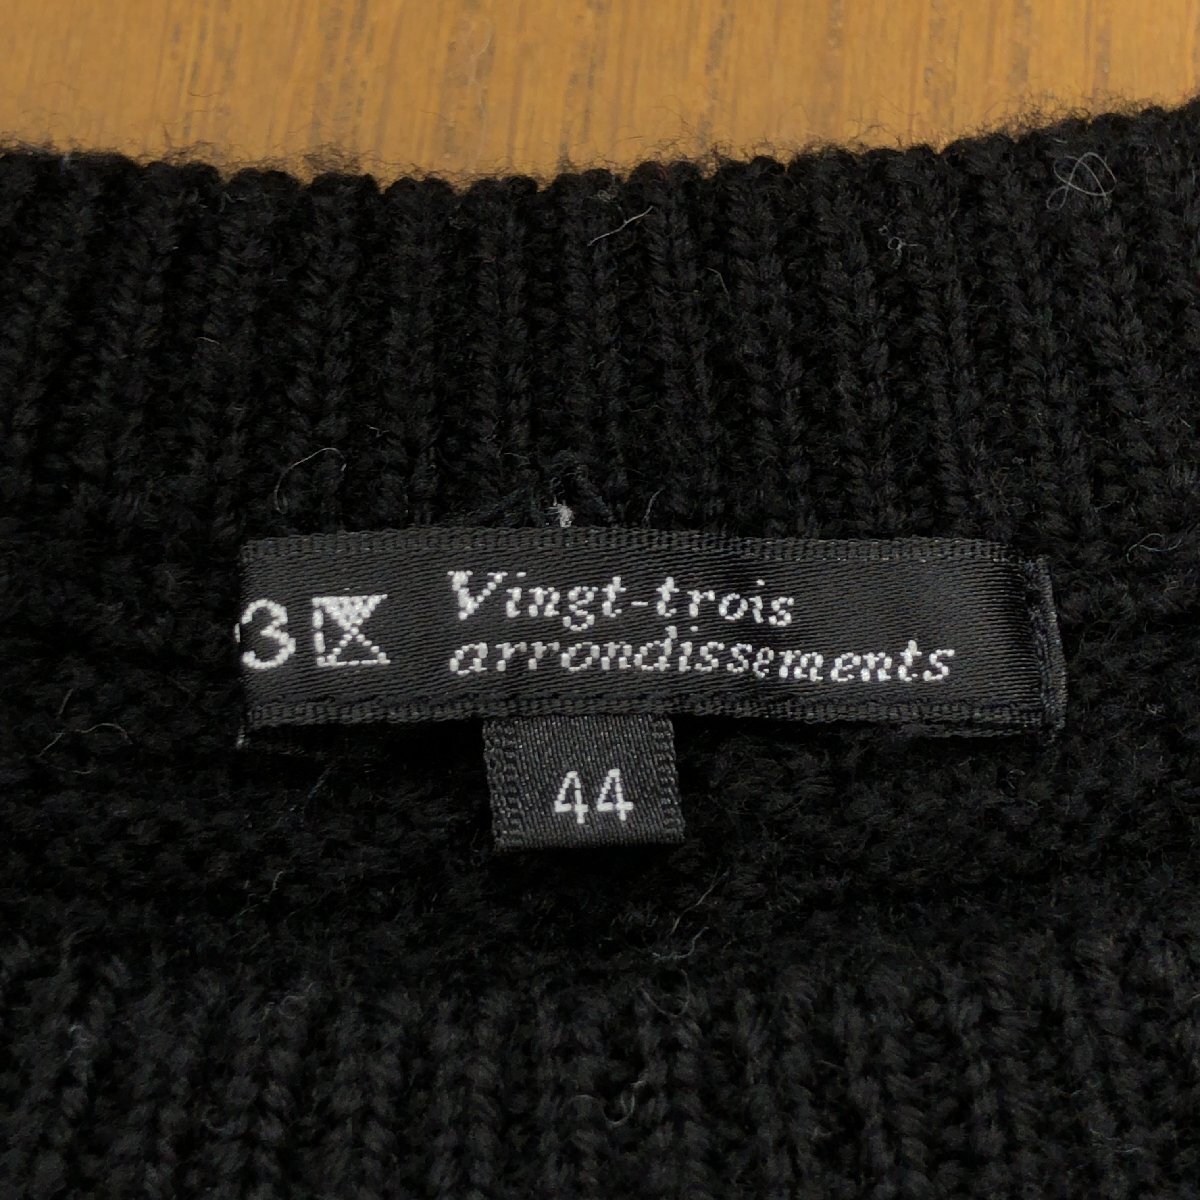 3 Vingt-trois
arrondissements
44